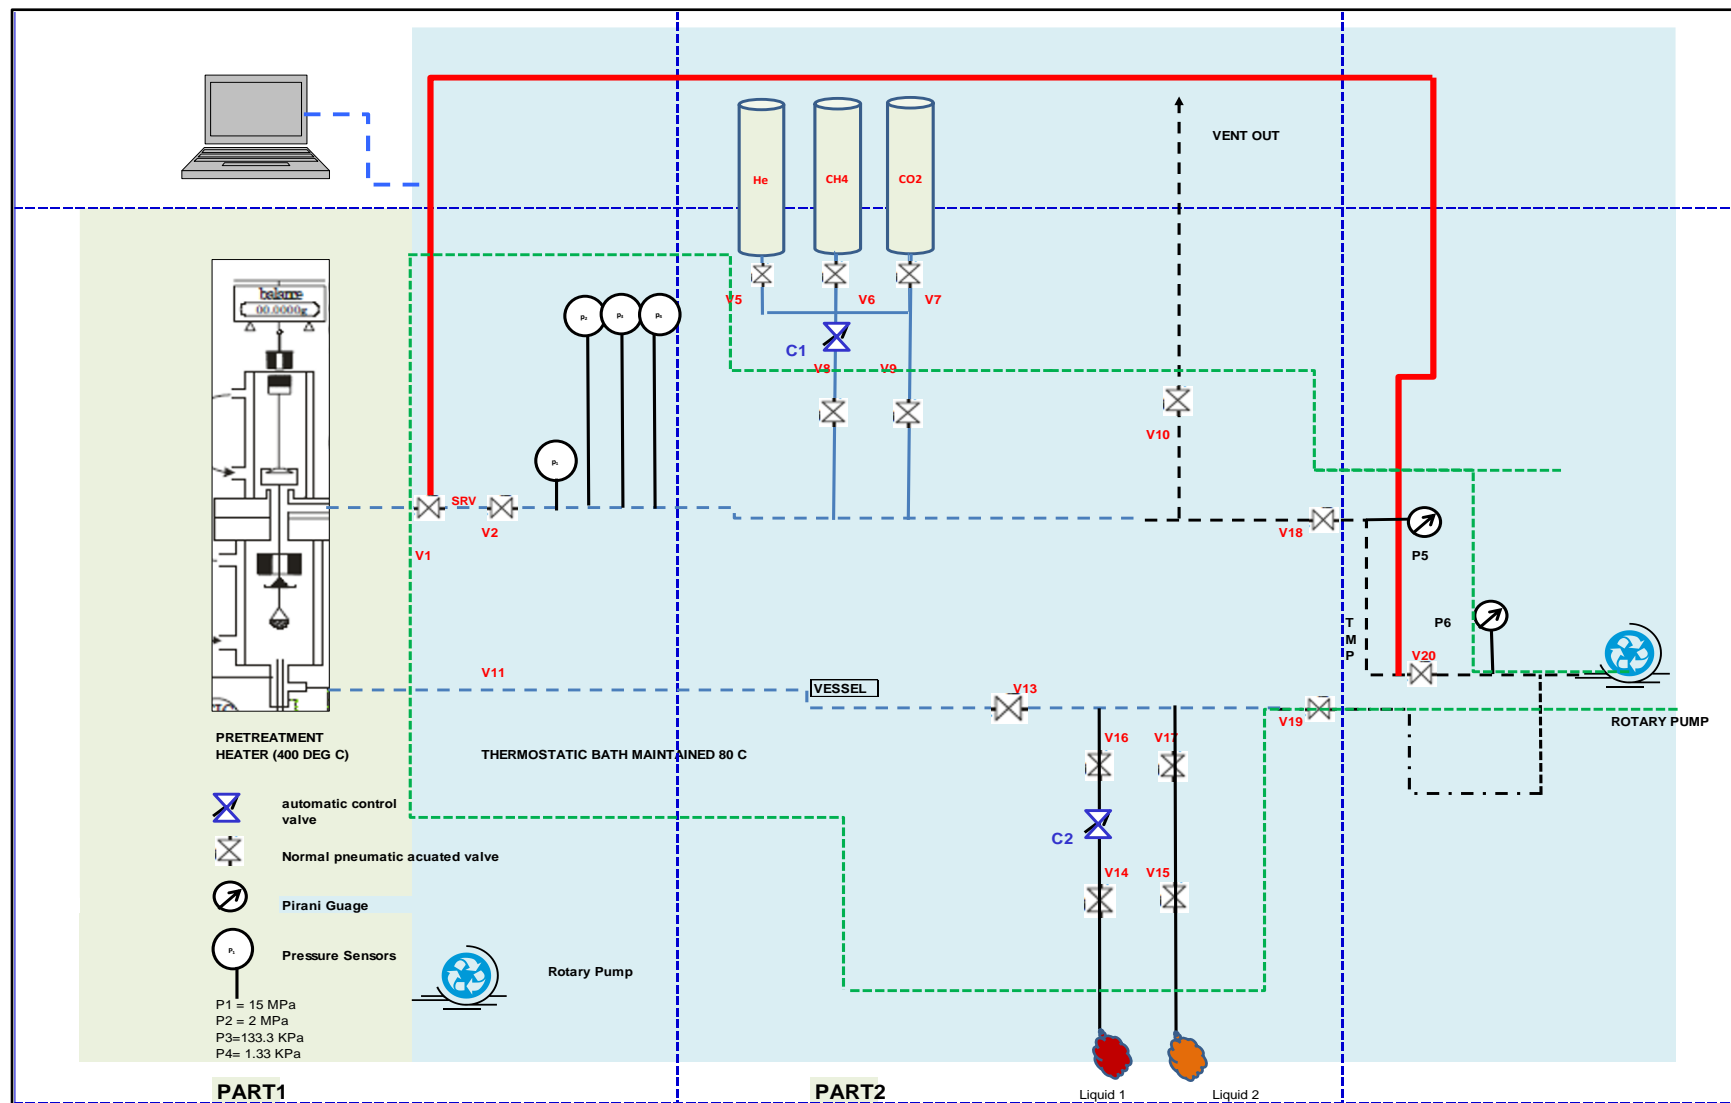 VENT OUT
He
CH4
CO2
balance
00.0000g
V5
V6
V7
P2
C1
V8
V9
V10
P1
SRV
V2
V1
V18
P5
T
M
P
P6
V20
V11
VESSEL
V13
V19
ROTARY PUMP
PRETREATMENT
HEATER (400 DEG C)
THERMOSTATIC BATH MAINTAINED 80 C
V16
V17
automatic control
valve
C2
Normal pneumatic acuated valve
V14
V15
Pirani Guage
P1
Pressure Sensors
Rotary Pump
P1 = 15 MPa
P2 = 2 MPa
P3=133.3 KPa
P4= 1.33 KPa
PART1
PART2
Liquid 1
Liquid 2